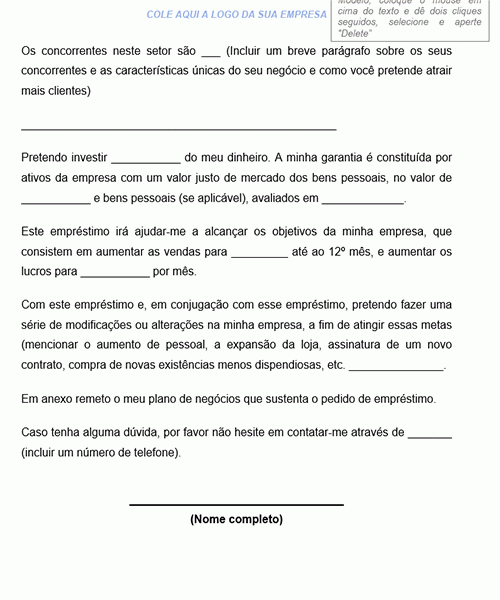 Modelo, coloque o mouse em
COLE AQUI A LOGO DA SUA EMPRESA
cima do texto e dê dois cliques
seguidos, selecione e aperte
"Delete"
Os concorrentes neste setor são ___ (Incluir um breve parágrafo sobre os seus
concorrentes e as características únicas do seu negócio e como você pretende atrair
mais clientes)
_______________________________________________
Pretendo investir ___________ do meu dinheiro. A minha garantia é constituída por
ativos da empresa com um valor justo de mercado dos bens pessoais, no valor de
___________ e bens pessoais (se aplicável), avaliados em _____________.
Este empréstimo irá ajudar-me a alcançar os objetivos da minha empresa, que
consistem em aumentar as vendas para _________ até ao 12º mês, e aumentar os
lucros para ___________ por mês.
Com este empréstimo e, em conjugação com esse empréstimo, pretendo fazer uma
série de modificações ou alterações na minha empresa, a fim de atingir essas metas
(mencionar o aumento de pessoal, a expansão da loja, assinatura de um novo
contrato, compra de novas existências menos dispendiosas, etc. _______________.
Em anexo remeto o meu plano de negócios que sustenta o pedido de empréstimo.
Caso tenha alguma dúvida, por favor não hesite em contatar-me através de _______
(incluir um número de telefone).
________________________________
(Nome completo)